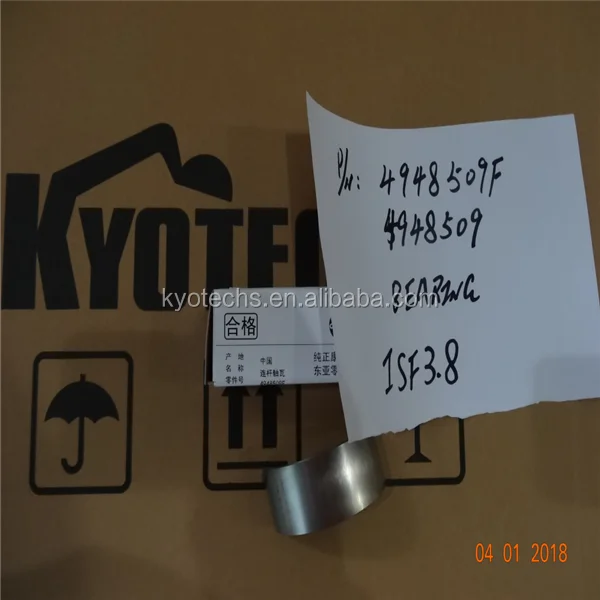 KYOTEC
P/N: 4948509F
4948509
BEARING
ISF3.8
kyotechs.en.alibaba.com
合格
产 地 中国
名 称 连杆轴瓦
零件号 4948509F
纯正
东亚零
04 01 2018